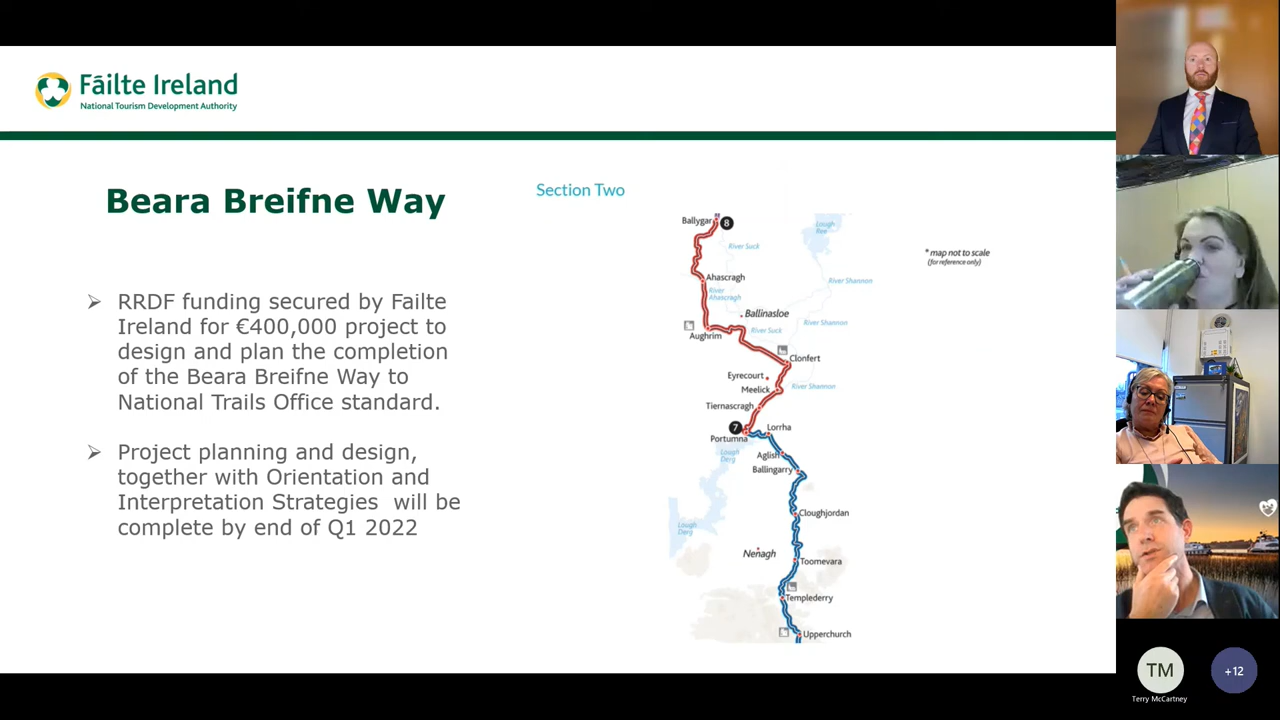 Fāilte Ireland
National Tourism Development Authority
Beara Breifne Way
RRDF funding secured by Failte
Ireland for €400,000 project to
design and plan the completion
of the Beara Breifne Way to
National Trails Office standard.
Project planning and design,
together with Orientation and
Interpretation Strategies will be
complete by end of Q1 2022
Section Two
Ballygar
8
Lough
Ree
River Suck
* map not to scale
(for reference only)
Ahascragh
River Shannon
River
Ahascragh
Ballinasloe
River Suck
River Shannon
Aughrim
Clonfert
Eyrecourt
Meelick
River Shannon
Tiernascragh
7
Portumna
Lorrha
Lough
Derg
Aglish
Ballingarry
Cloughjordan
Lough
Derg
Nenagh
Toomevara
Templederry
Upperchurch
TM
+12
Terry McCartney